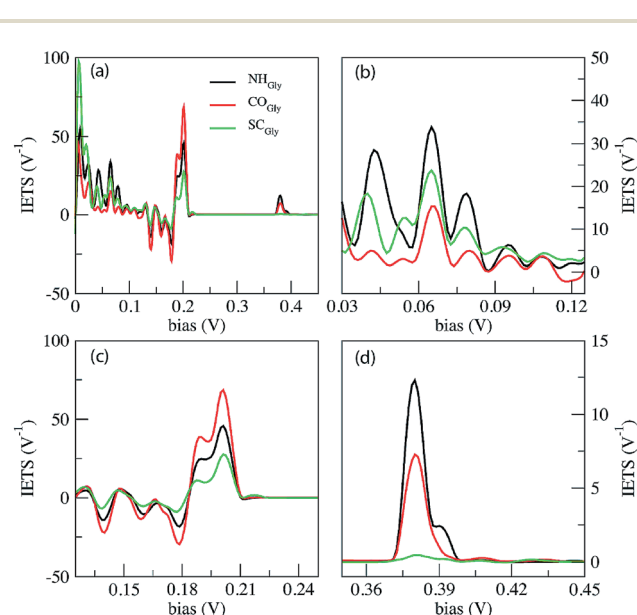 100
50
0
-50
IETS (V⁻¹)
(a)
NH_Gly
CO_Gly
SC_Gly
0 0.1 0.2 0.3 0.4
bias (V)
(b)
50
40
30
20
10
0
IETS (V⁻¹)
0.03 0.06 0.09 0.12
bias (V)
100
50
0
-50
IETS (V⁻¹)
(c)
0.15 0.18 0.21 0.24
bias (V)
(d)
15
12
9
5
2
0
IETS (V⁻¹)
0.36 0.39 0.42 0.45
bias (V)